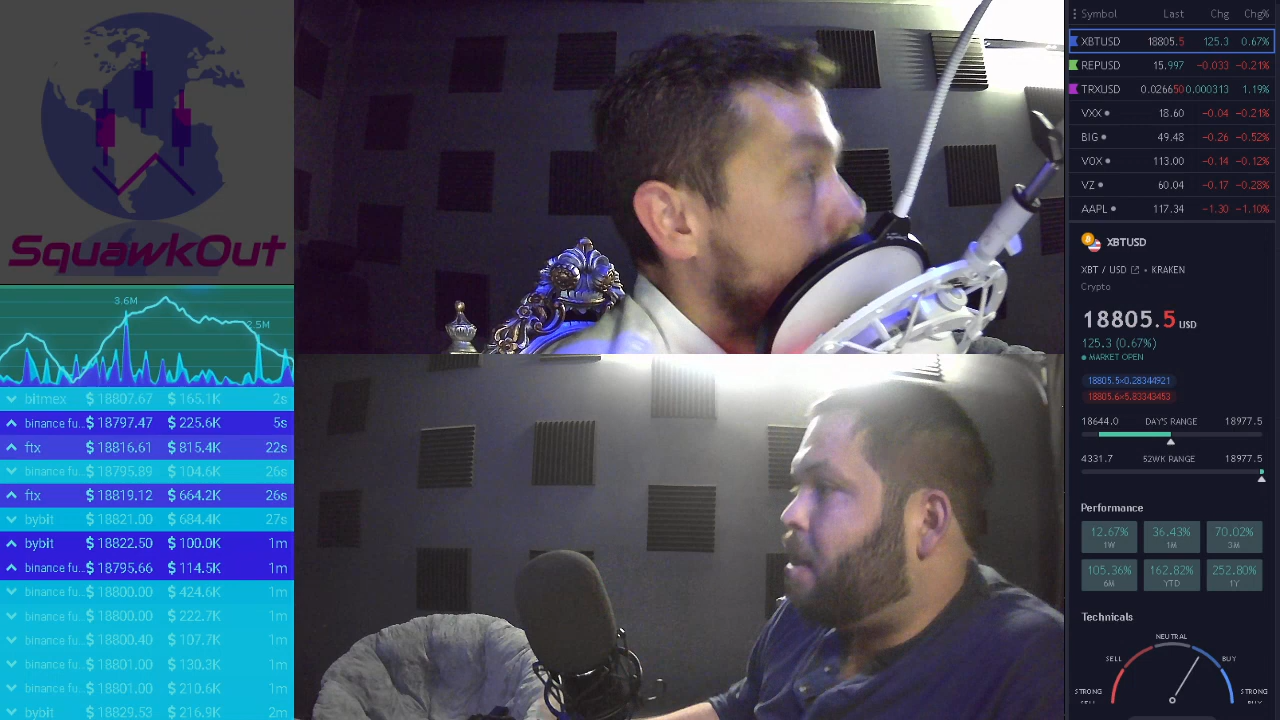 SquawkOut
3.6M
2.5M
bitmex $ 18807.67 $ 165.1K 2s
binance fu... $ 18797.47 $ 225.6K 5s
ftx $ 18816.61 $ 815.4K 22s
binance fu... $ 18795.89 $ 104.6K 26s
ftx $ 18819.12 $ 664.2K 26s
bybit $ 18821.00 $ 684.4K 27s
bybit $ 18822.50 $ 100.0K 1m
binance fu... $ 18795.66 $ 114.5K 1m
binance fu... $ 18800.00 $ 424.6K 1m
binance fu... $ 18800.00 $ 222.7K 1m
binance fu... $ 18800.40 $ 107.7K 1m
binance fu... $ 18801.00 $ 130.3K 1m
binance fu... $ 18801.00 $ 210.6K 1m
bybit $ 18829.53 $ 216.9K 2m
Symbol Last Chg Chg%
XBTUSD 18805.5 125.3 0.67%
REPUSD 15.997 −0.033 −0.21%
TRXUSD 0.026650 0.000313 1.19%
VXX 18.60 −0.04 −0.21%
BIG 49.48 −0.26 −0.52%
VOX 113.00 −0.14 −0.12%
VZ 60.04 −0.17 −0.28%
AAPL 117.34 −1.30 −1.10%
XBTUSD
XBT / USD • KRAKEN
Crypto
18805.5 USD
125.3 (0.67%)
MARKET OPEN
18805.5×0.28344921
18805.6×5.83343453
18644.0 DAY'S RANGE 18977.5
4331.7 52WK RANGE 18977.5
Performance
12.67% 36.43% 70.02%
1W 1M 3M
105.36% 162.82% 252.80%
6M YTD 1Y
Technicals
NEUTRAL
SELL BUY
STRONG STRONG
SELL BUY